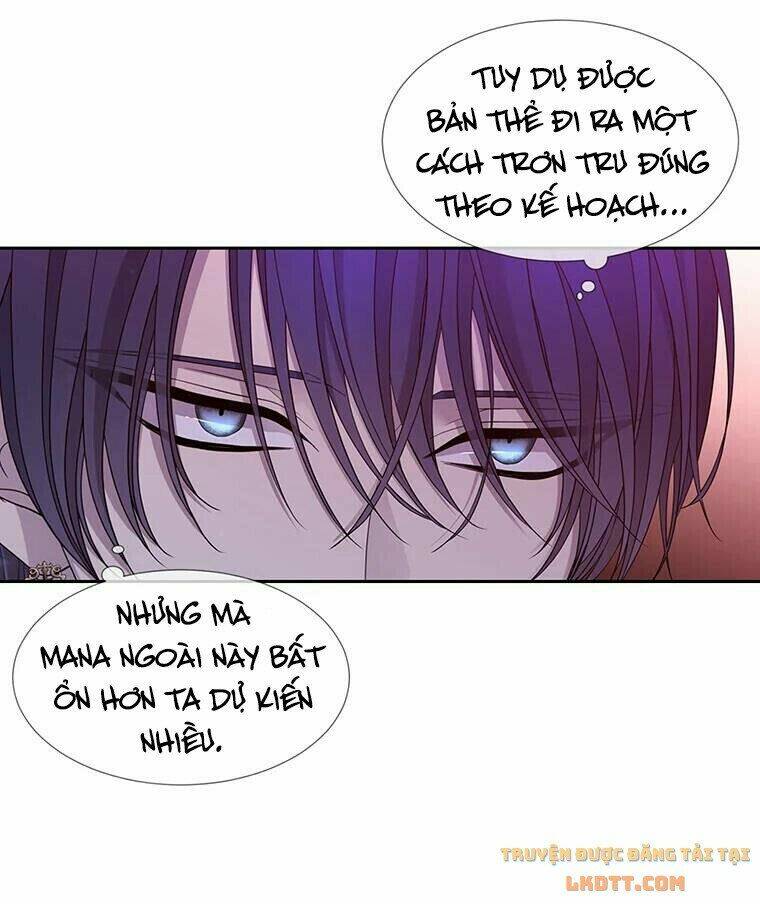 TUY DỤ ĐƯỢC
BẢN THỂ ĐI RA MỘT
CÁCH TRƠN TRU ĐÚNG
THEO KẾ HOẠCH...
NHƯNG MÀ
MANA NGOÀI NÀY BẤT
ỔN HƠN TA DỰ KIẾN
NHIỀU.
TRUYỆN ĐƯỢC ĐĂNG TẢI TẠI
LKDTT.COM